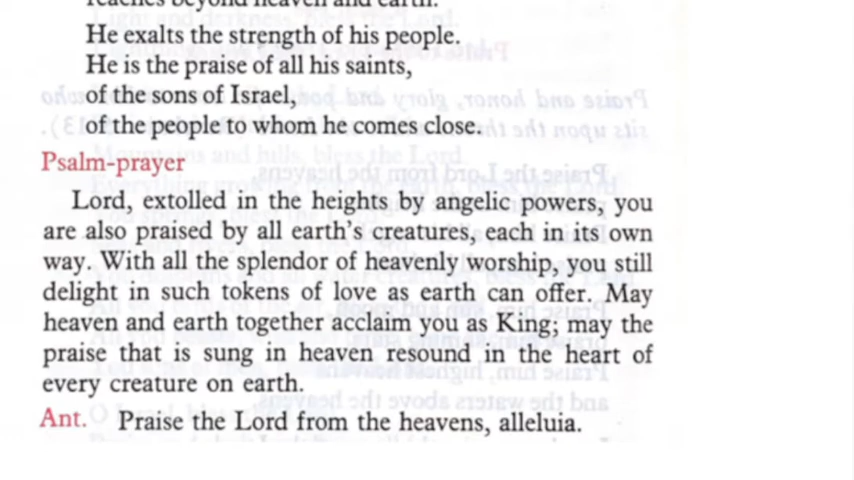 reaches beyond heaven and earth.
He exalts the strength of his people.
He is the praise of all his saints,
of the sons of Israel,
of the people to whom he comes close.
Psalm-prayer
Lord, extolled in the heights by angelic powers, you
are also praised by all earth's creatures, each in its own
way. With all the splendor of heavenly worship, you still
delight in such tokens of love as earth can offer. May
heaven and earth together acclaim you as King; may the
praise that is sung in heaven resound in the heart of
every creature on earth.
Ant. Praise the Lord from the heavens, alleluia.